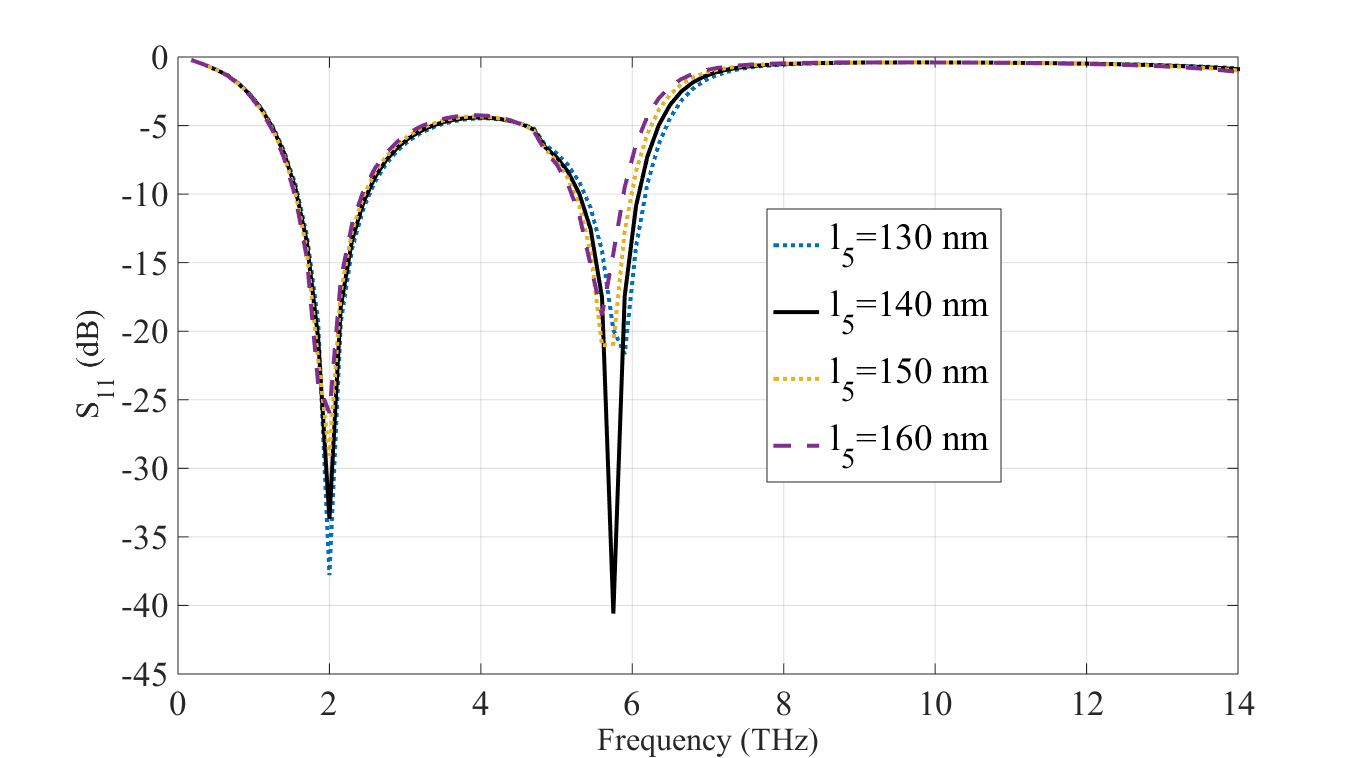 0
-5
-10
-15
-20
-25
-30
-35
-40
-45
S11 (dB)
0 2 4 6 8 10 12 14
Frequency (THz)
l5=130 nm
l5=140 nm
l5=150 nm
l5=160 nm